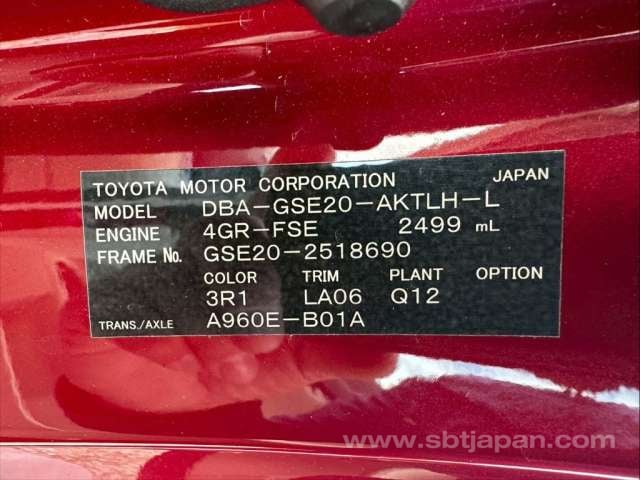 TOYOTA MOTOR CORPORATION JAPAN
MODEL DBA-GSE20-AKTLH-L
ENGINE 4GR-FSE 2499 mL
FRAME No. GSE20-2518690
COLOR TRIM PLANT OPTION
3R1 LA06 Q12
TRANS./AXLE A960E-B01A
www.sbtjapan.com